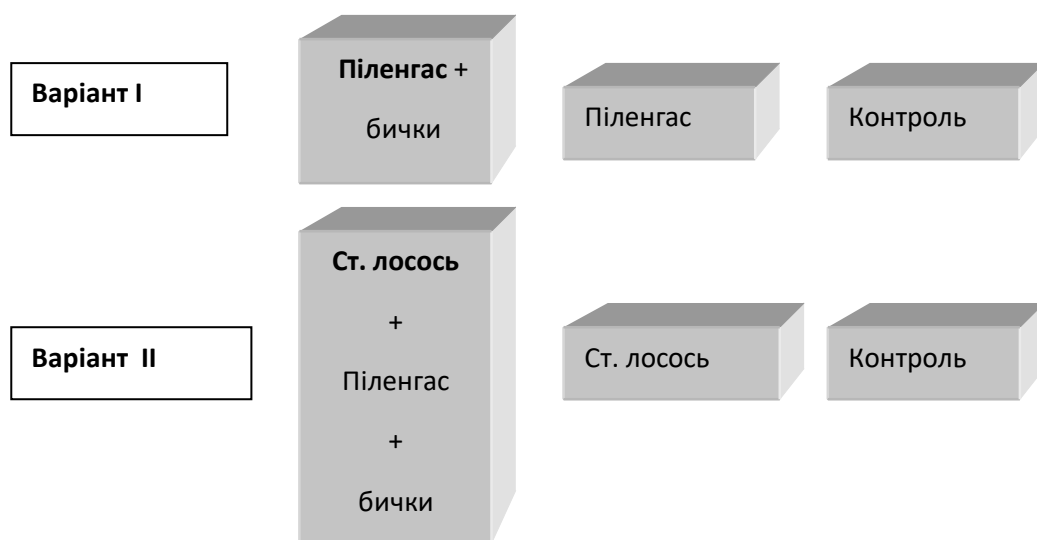 Варіант I
Піленгас +
бички
Піленгас
Контроль
Варіант II
Ст. лосось
+
Піленгас
+
бички
Ст. лосось
Контроль